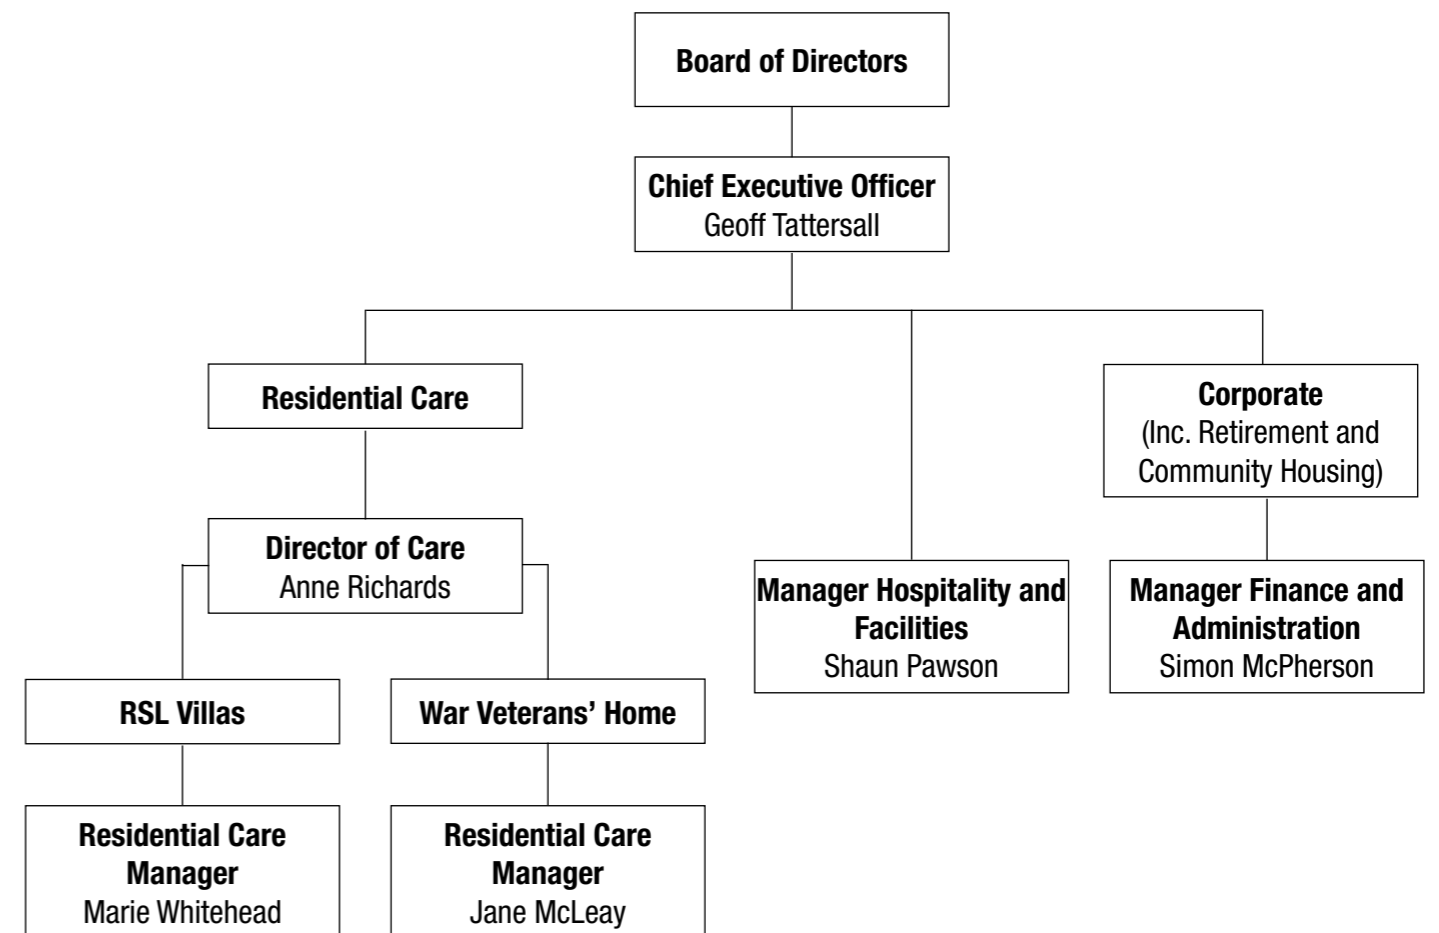 Board of Directors
Chief Executive Officer
Geoff Tattersall
Residential Care
Corporate
(Inc. Retirement and
Community Housing)
Director of Care
Anne Richards
Manager Hospitality and
Facilities
Shaun Pawson
Manager Finance and
Administration
Simon McPherson
RSL Villas
War Veterans’ Home
Residential Care
Manager
Marie Whitehead
Residential Care
Manager
Jane McLeay